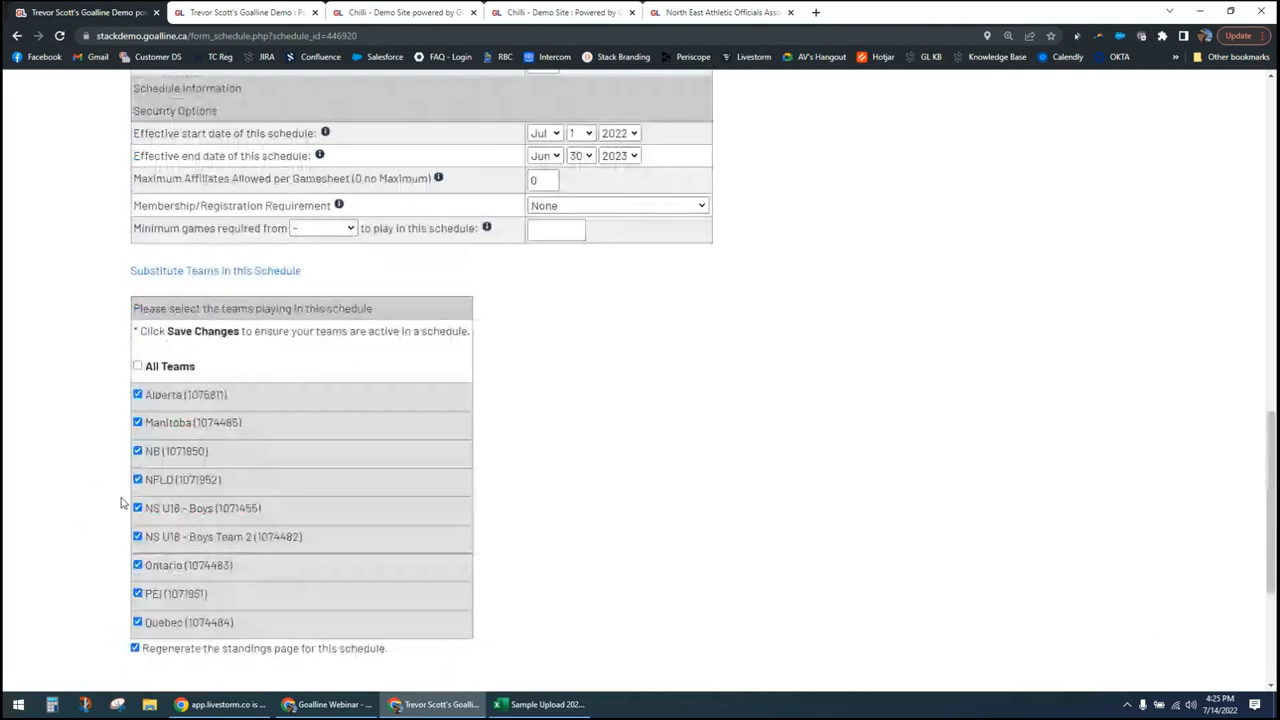 Trevor Scott's Goalline Demo po
Trevor Scott's Goalline Demo : Po
Chilli - Demo Site powered by G
Chilli - Demo Site : Powered by G
North East Athletic Officials Asso
stackdemo.goalline.ca/form_schedule.php?schedule_id=446920
Update
Facebook
Gmail
Customer DS
TC Reg
JIRA
Confluence
Salesforce
FAQ - Login
RBC
Intercom
Stack Branding
Periscope
Livestorm
AV's Hangout
Hotjar
GL KB
Knowledge Base
Calendly
OKTA
»
Other bookmarks
Schedule Information
Security Options
Effective start date of this schedule:
Jul 1 2022
Effective end date of this schedule:
Jun 30 2023
Maximum Affiliates Allowed per Gamesheet (0 no Maximum)
0
Membership/Registration Requirement
None
Minimum games required from - to play in this schedule:
Substitute Teams in this Schedule
Please select the teams playing in this schedule
* Click Save Changes to ensure your teams are active in a schedule.
All Teams
Alberta (1075811)
Manitoba (1074485)
NB (1071950)
NFLD (1071952)
NS U18 - Boys (1071455)
NS U18 - Boys Team 2 (1074482)
Ontario (1074483)
PEI (1071951)
Quebec (1074484)
Regenerate the standings page for this schedule.
app.livestorm.co is ...
Goalline Webinar - ...
Trevor Scott's Goalli...
Sample Upload 202...
4:25 PM
7/14/2022